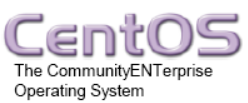 CentOS
The CommunityENTerprise
Operating System